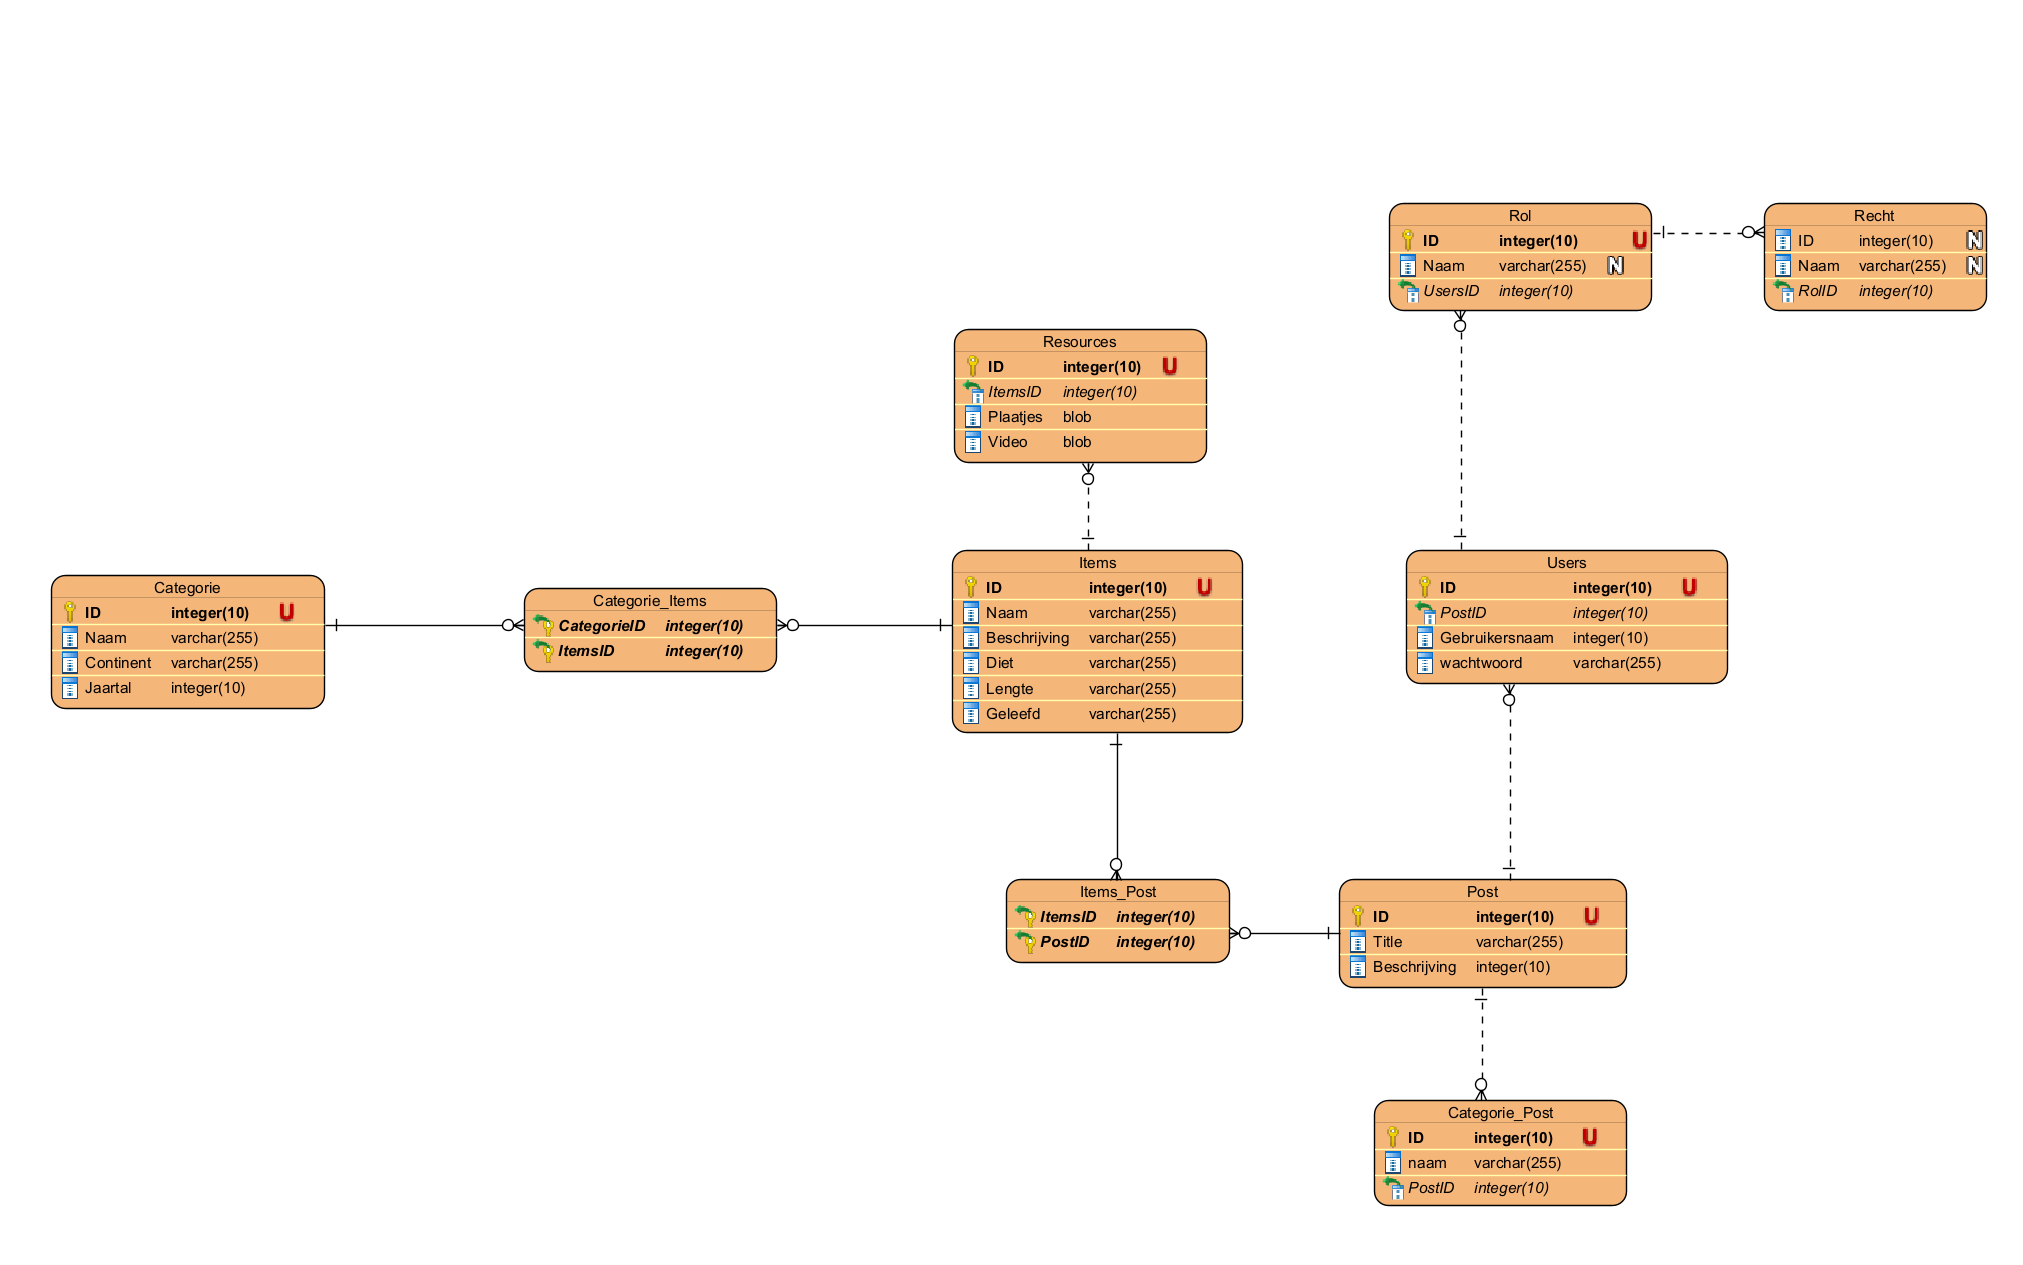 Rol
ID integer(10) U
Naam varchar(255) N
UsersID integer(10)
Recht
ID integer(10) N
Naam varchar(255) N
RolID integer(10)
Resources
ID integer(10) U
ItemsID integer(10)
Plaatjes blob
Video blob
Categorie
ID integer(10) U
Naam varchar(255)
Continent varchar(255)
Jaartal integer(10)
Categorie_Items
CategorieID integer(10)
ItemsID integer(10)
Items
ID integer(10) U
Naam varchar(255)
Beschrijving varchar(255)
Diet varchar(255)
Lengte varchar(255)
Geleefd varchar(255)
Users
ID integer(10) U
PostID integer(10)
Gebruikersnaam integer(10)
wachtwoord varchar(255)
Items_Post
ItemsID integer(10)
PostID integer(10)
Post
ID integer(10) U
Title varchar(255)
Beschrijving integer(10)
Categorie_Post
ID integer(10) U
naam varchar(255)
PostID integer(10)